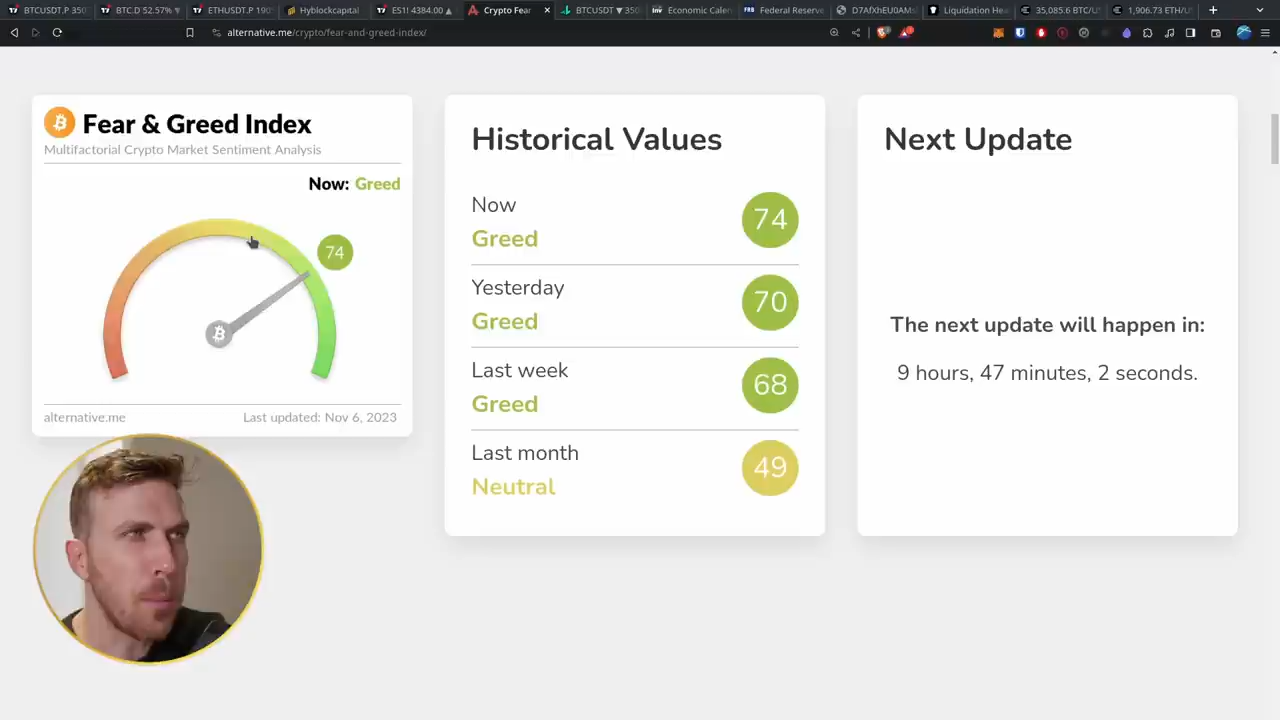 BTCUSDT.P 350
BTC.D 52.57% ▼
ETHUSDT.P 190
Hyblockcapital
ES1! 4384.00 ▲
Crypto Fear
BTCUSDT ▼ 350
Economic Calen
Federal Reserve
D7AfXhEU0AMsI
Liquidation Hea
35,085.6 BTC/U
1,906.73 ETH/U
alternative.me/crypto/fear-and-greed-index/
Fear & Greed Index
Multifactorial Crypto Market Sentiment Analysis
Now: Greed
74
alternative.me
Last updated: Nov 6, 2023
Historical Values
Now
Greed
74
Yesterday
Greed
70
Last week
Greed
68
Last month
Neutral
49
Next Update
The next update will happen in:
9 hours, 47 minutes, 2 seconds.